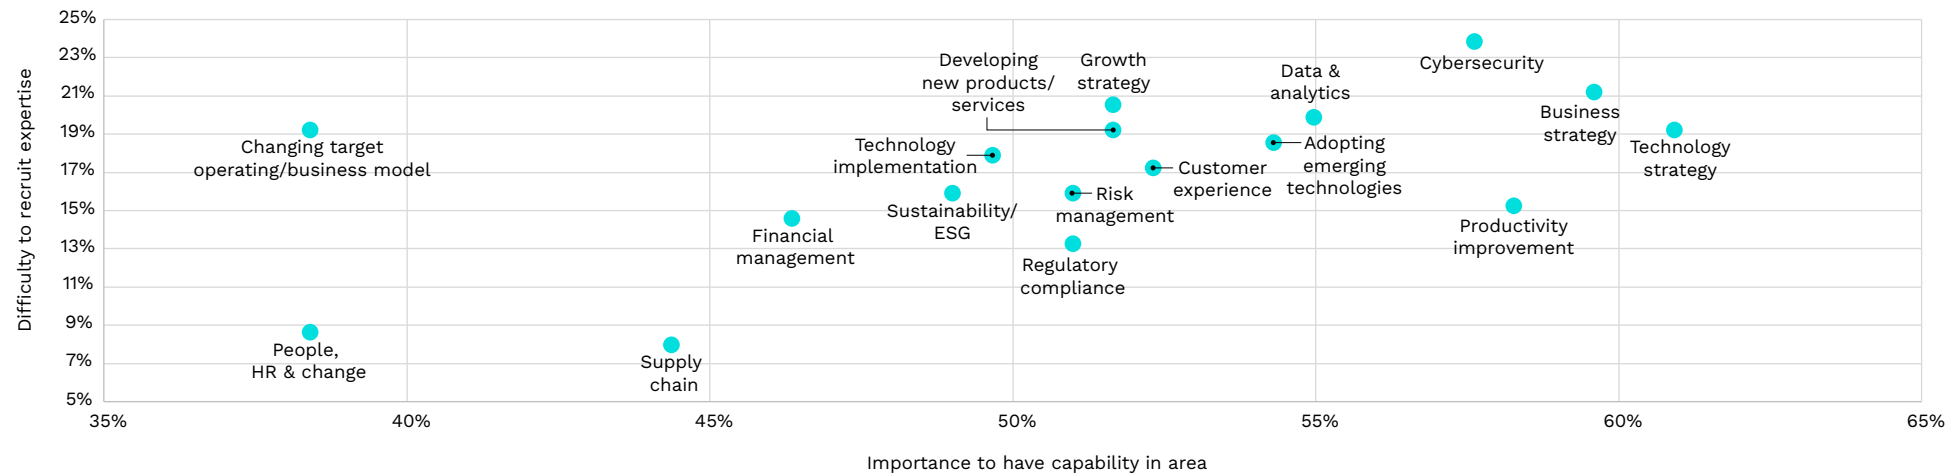 25%
23%
21%
19%
17%
15%
13%
11%
9%
7%
5%
Difficulty to recruit expertise
Changing target
operating/business model
People,
HR & change
Supply
chain
Financial
management
Sustainability/
ESG
Technology
implementation
Developing
new products/
services
Growth
strategy
Risk
management
Regulatory
compliance
Customer
experience
Data &
analytics
Adopting
emerging
technologies
Cybersecurity
Business
strategy
Technology
strategy
Productivity
improvement
35%
40%
45%
50%
55%
60%
65%
Importance to have capability in area